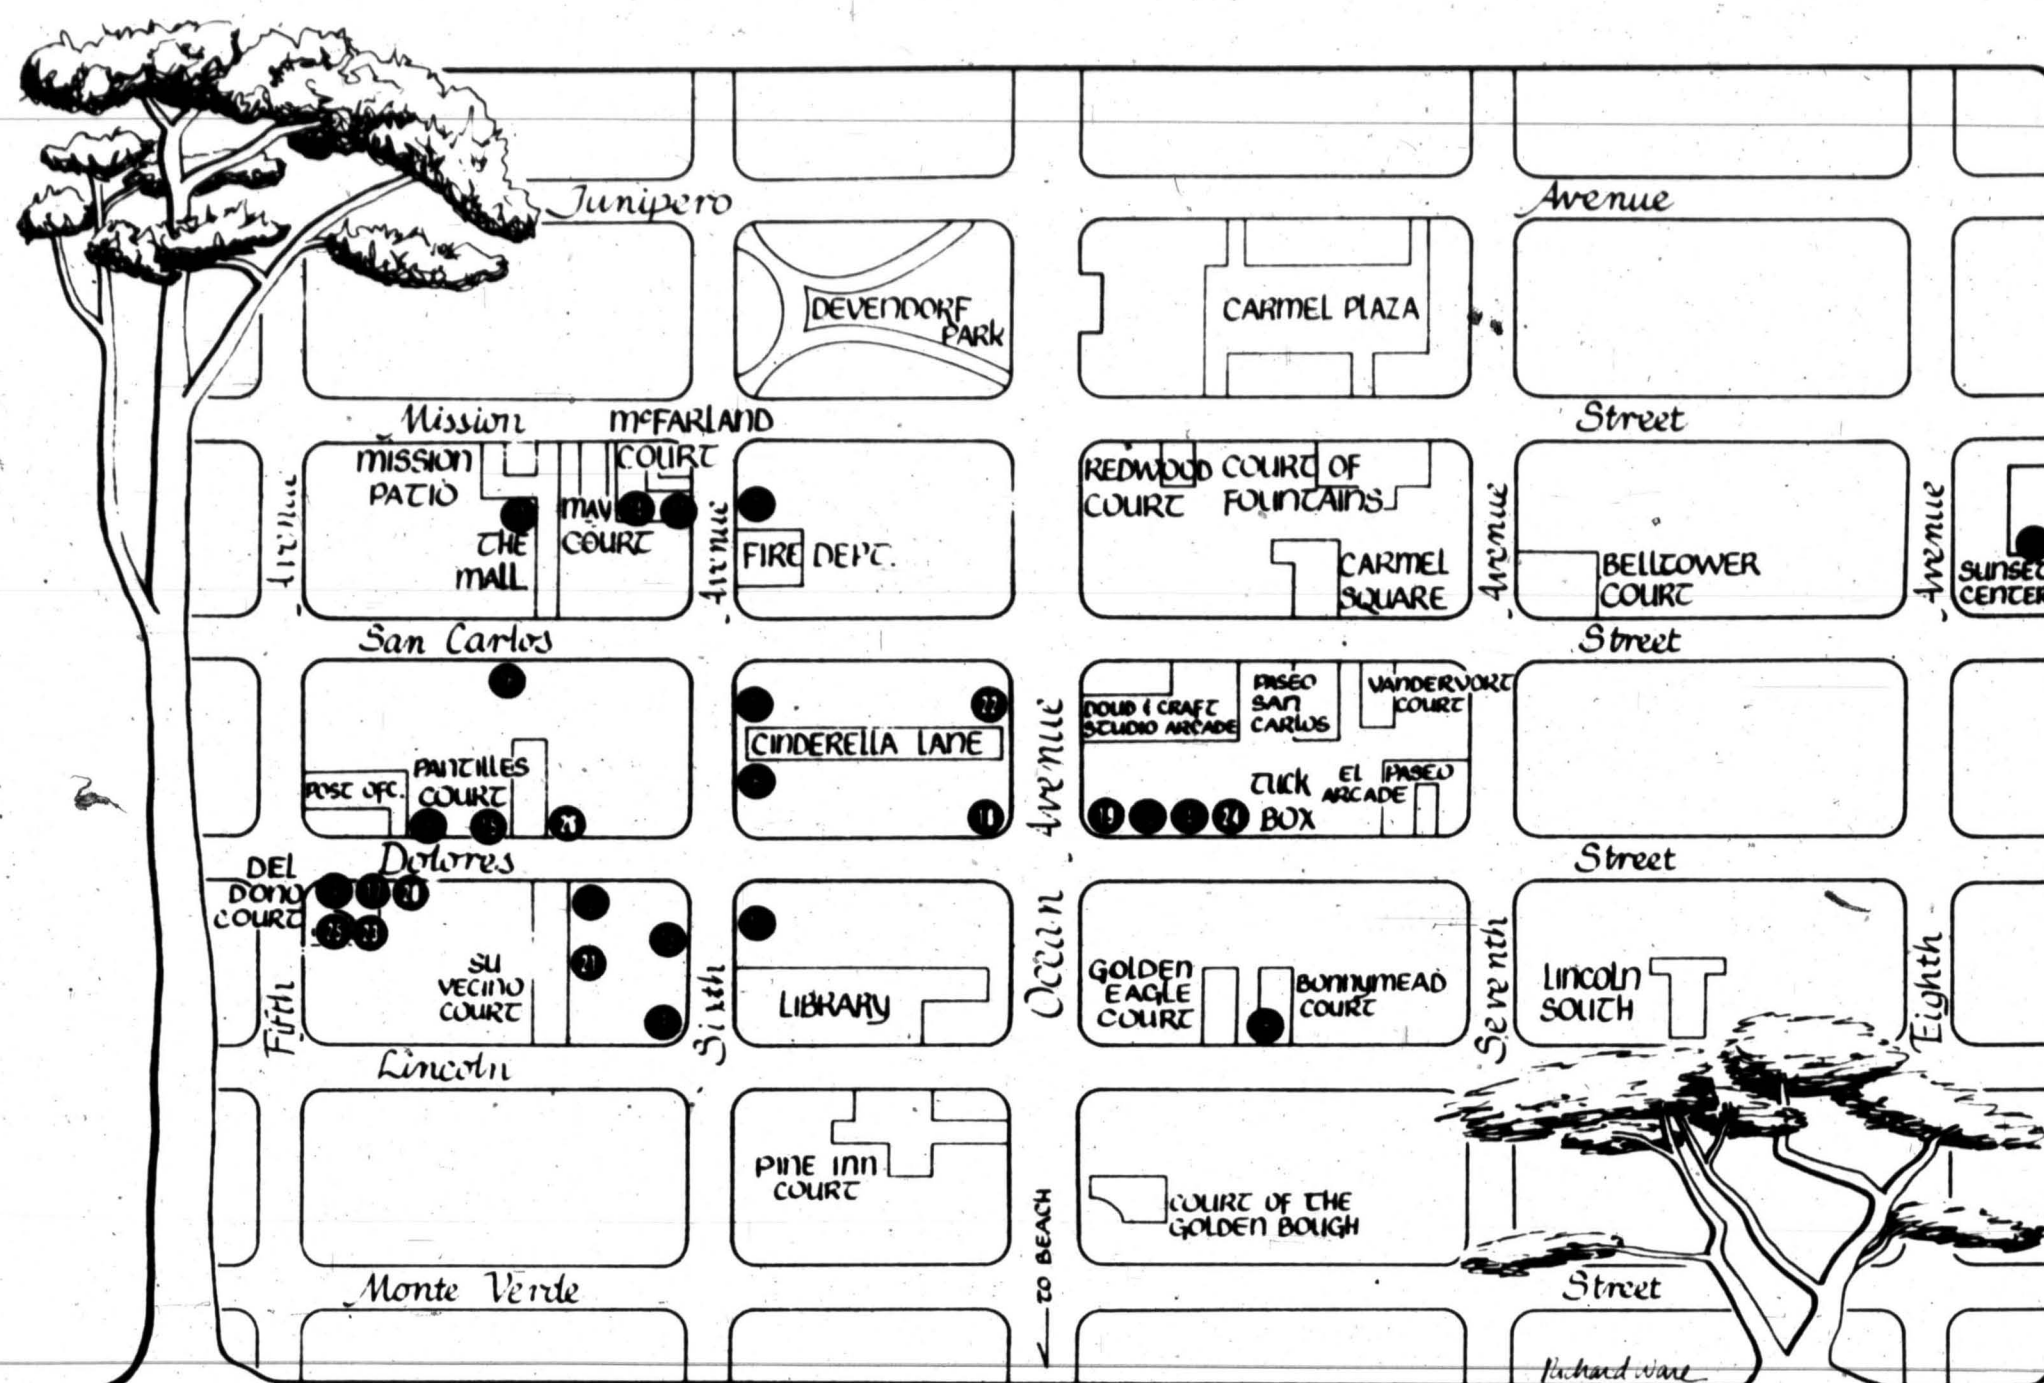 Junipero Avenue
DEVENDORF
PARK
CARMEL PLAZA
Mission Street
McFARLAND
COURT
MISSION
PATIO
THE
MALL
COURT
FIRE DEPT.
REDWOOD
COURT
COURT OF
FOUNTAINS
CARMEL
SQUARE
BELLTOWER
COURT
SUNSET
CENTER
San Carlos Street
POST OFC.
PANTILLES
COURT
CINDERELLA LANE
22
18
DOUD & CRAFT
STUDIO ARCADE
PASEO
SAN
CARLOS
VANDERVORT
COURT
TUCK
BOX
EL
ARCADE
PASEO
19
24
Dolores Street
DEL
DONO
COURT
20
25
23
21
SU
VECINO
COURT
LIBRARY
GOLDEN
EAGLE
COURT
BONNYMEAD
COURT
LINCOLN
SOUTH
Lincoln
PINE INN
COURT
COURT OF THE
GOLDEN BOUGH
Monte Verde Street
Fifth Avenue
Sixth Avenue
Ocean Avenue
Seventh Avenue
Eighth Avenue
TO BEACH
Richard Ware